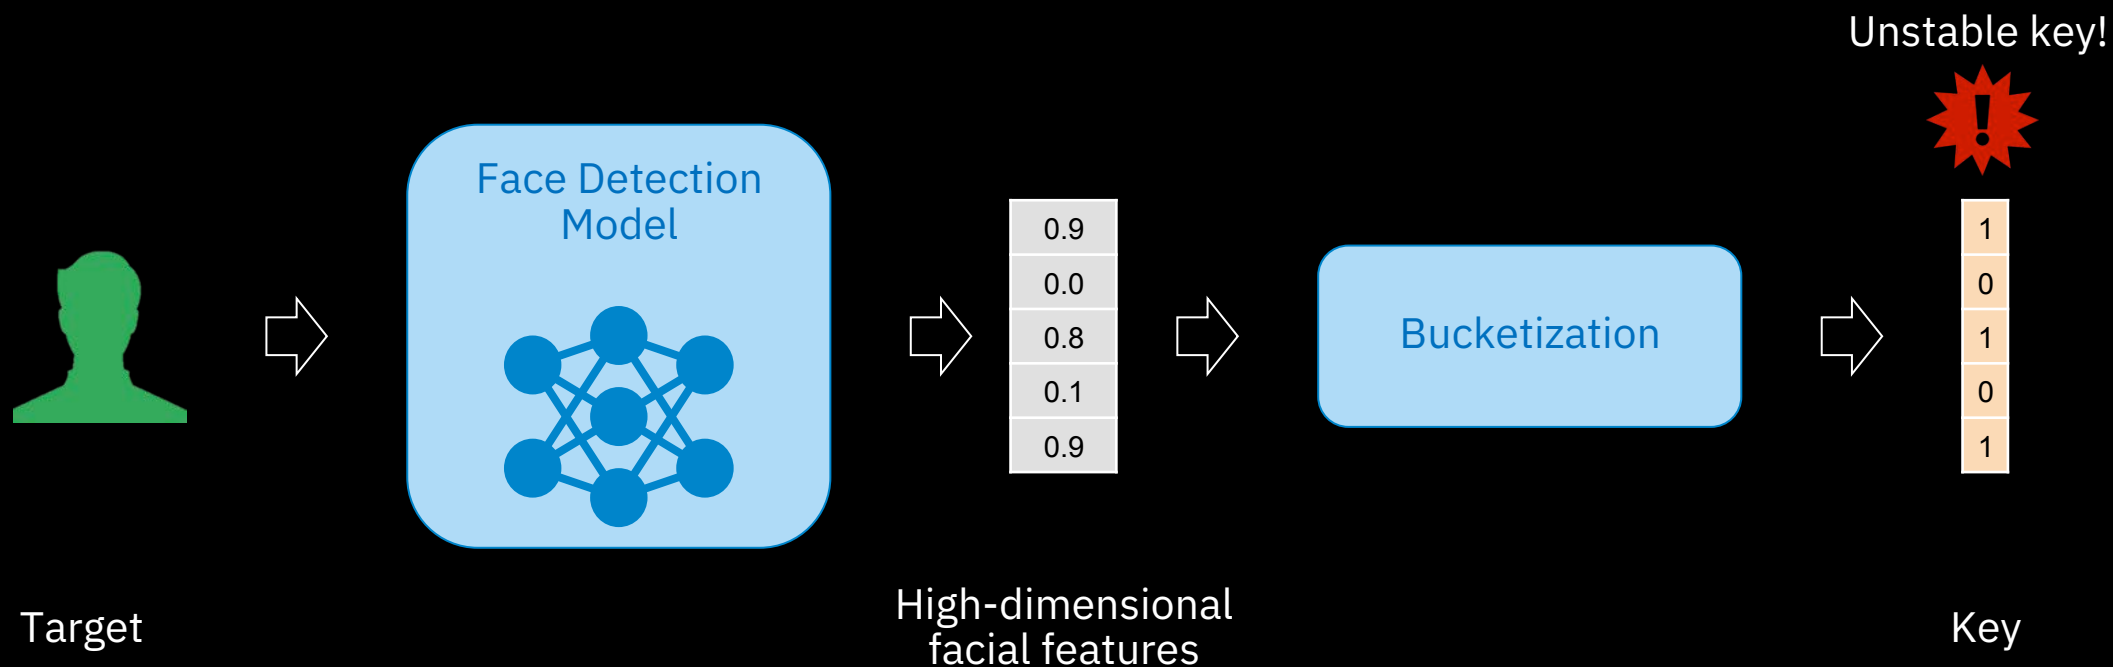 Unstable key!
!
Face Detection
Model
0.9
0.0
0.8
0.1
0.9
Bucketization
1
0
1
0
1
Target
High-dimensional
facial features
Key